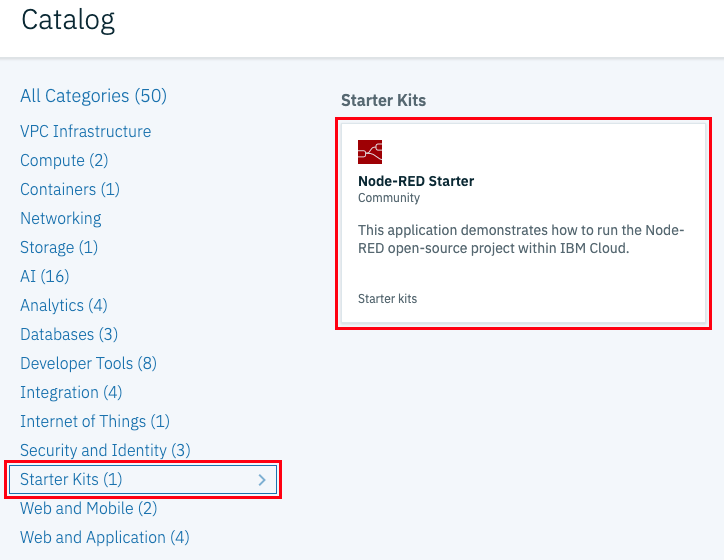 Catalog
All Categories (50)
VPC Infrastructure
Compute (2)
Containers (1)
Networking
Storage (1)
AI (16)
Analytics (4)
Databases (3)
Developer Tools (8)
Integration (4)
Internet of Things (1)
Security and Identity (3)
Starter Kits (1)
Web and Mobile (2)
Web and Application (4)
Starter Kits
Node-RED Starter
Community
This application demonstrates how to run the Node-
RED open-source project within IBM Cloud.
Starter kits